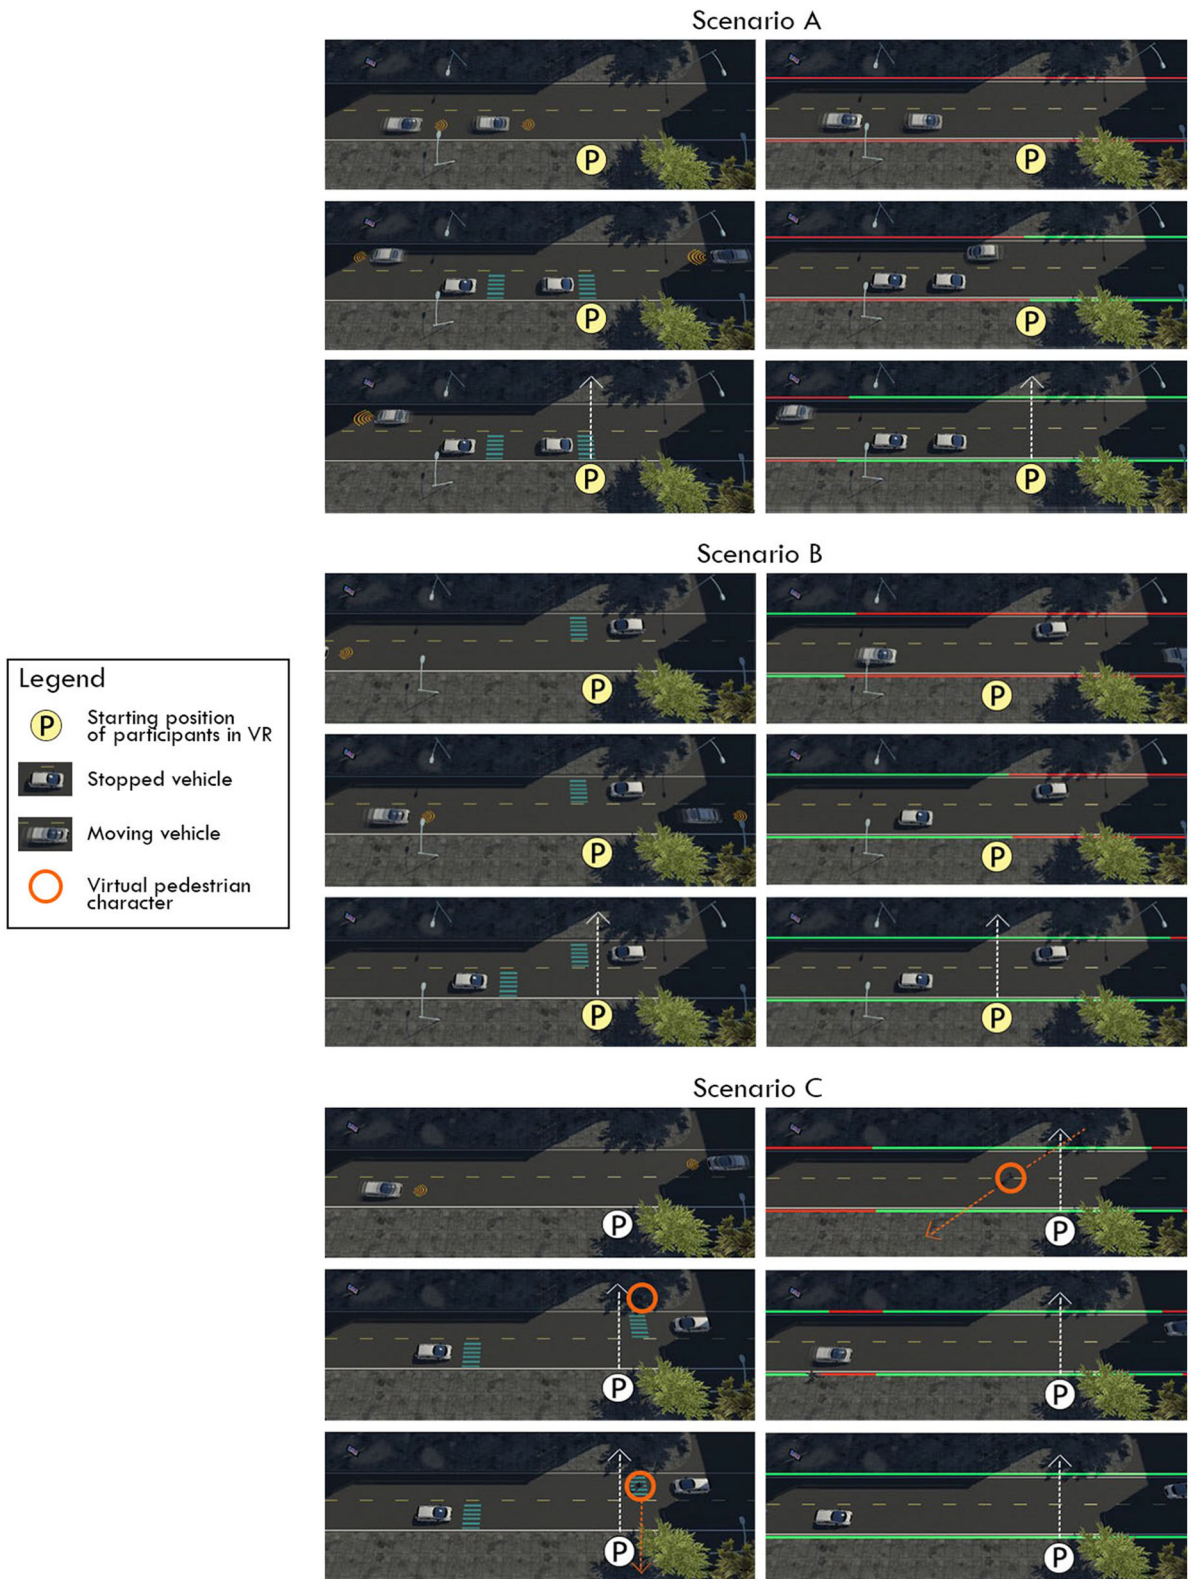 Scenario A
P
P
P
P
P
P
Scenario B
P
P
P
P
P
P
Legend
P Starting position
of participants in VR
Stopped vehicle
Moving vehicle
Virtual pedestrian
character
Scenario C
P
P
P
P
P
P